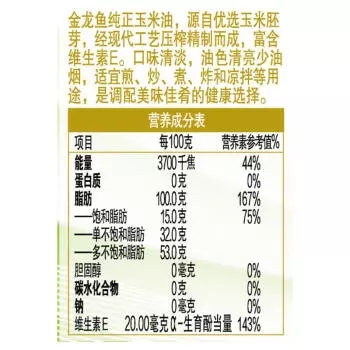 金龙鱼纯正玉米油，源自优选玉米胚
芽，经现代工艺压榨精制而成，富含
维生素E。口味清淡，油色清亮少油
烟，适宜煎、炒、煮、炸和凉拌等用
途，是调配美味佳肴的健康选择。
营养成分表
项目 每100克 营养素参考值%
能量 3700千焦 44%
蛋白质 0克 0%
脂肪 100.0克 167%
—饱和脂肪 15.0克 75%
—单不饱和脂肪 32.0克
—多不饱和脂肪 53.0克
胆固醇 0毫克 0%
碳水化合物 0克 0%
钠 0毫克 0%
维生素E 20.00毫克 α-生育酚当量 143%